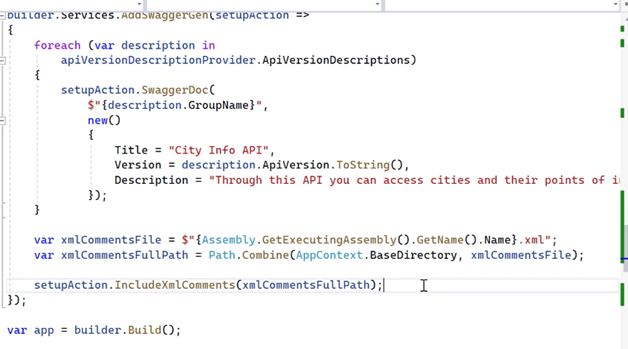 builder.Services.AddSwaggerGen(setupAction =>
{
    foreach (var description in
        apiVersionDescriptionProvider.ApiVersionDescriptions)
    {
        setupAction.SwaggerDoc(
            $"{description.GroupName}",
            new()
            {
                Title = "City Info API",
                Version = description.ApiVersion.ToString(),
                Description = "Through this API you can access cities and their points of
            });
    }
    var xmlCommentsFile = $"{Assembly.GetExecutingAssembly().GetName().Name}.xml";
    var xmlCommentsFullPath = Path.Combine(AppContext.BaseDirectory, xmlCommentsFile);
    setupAction.IncludeXmlComments(xmlCommentsFullPath);
});
var app = builder.Build();